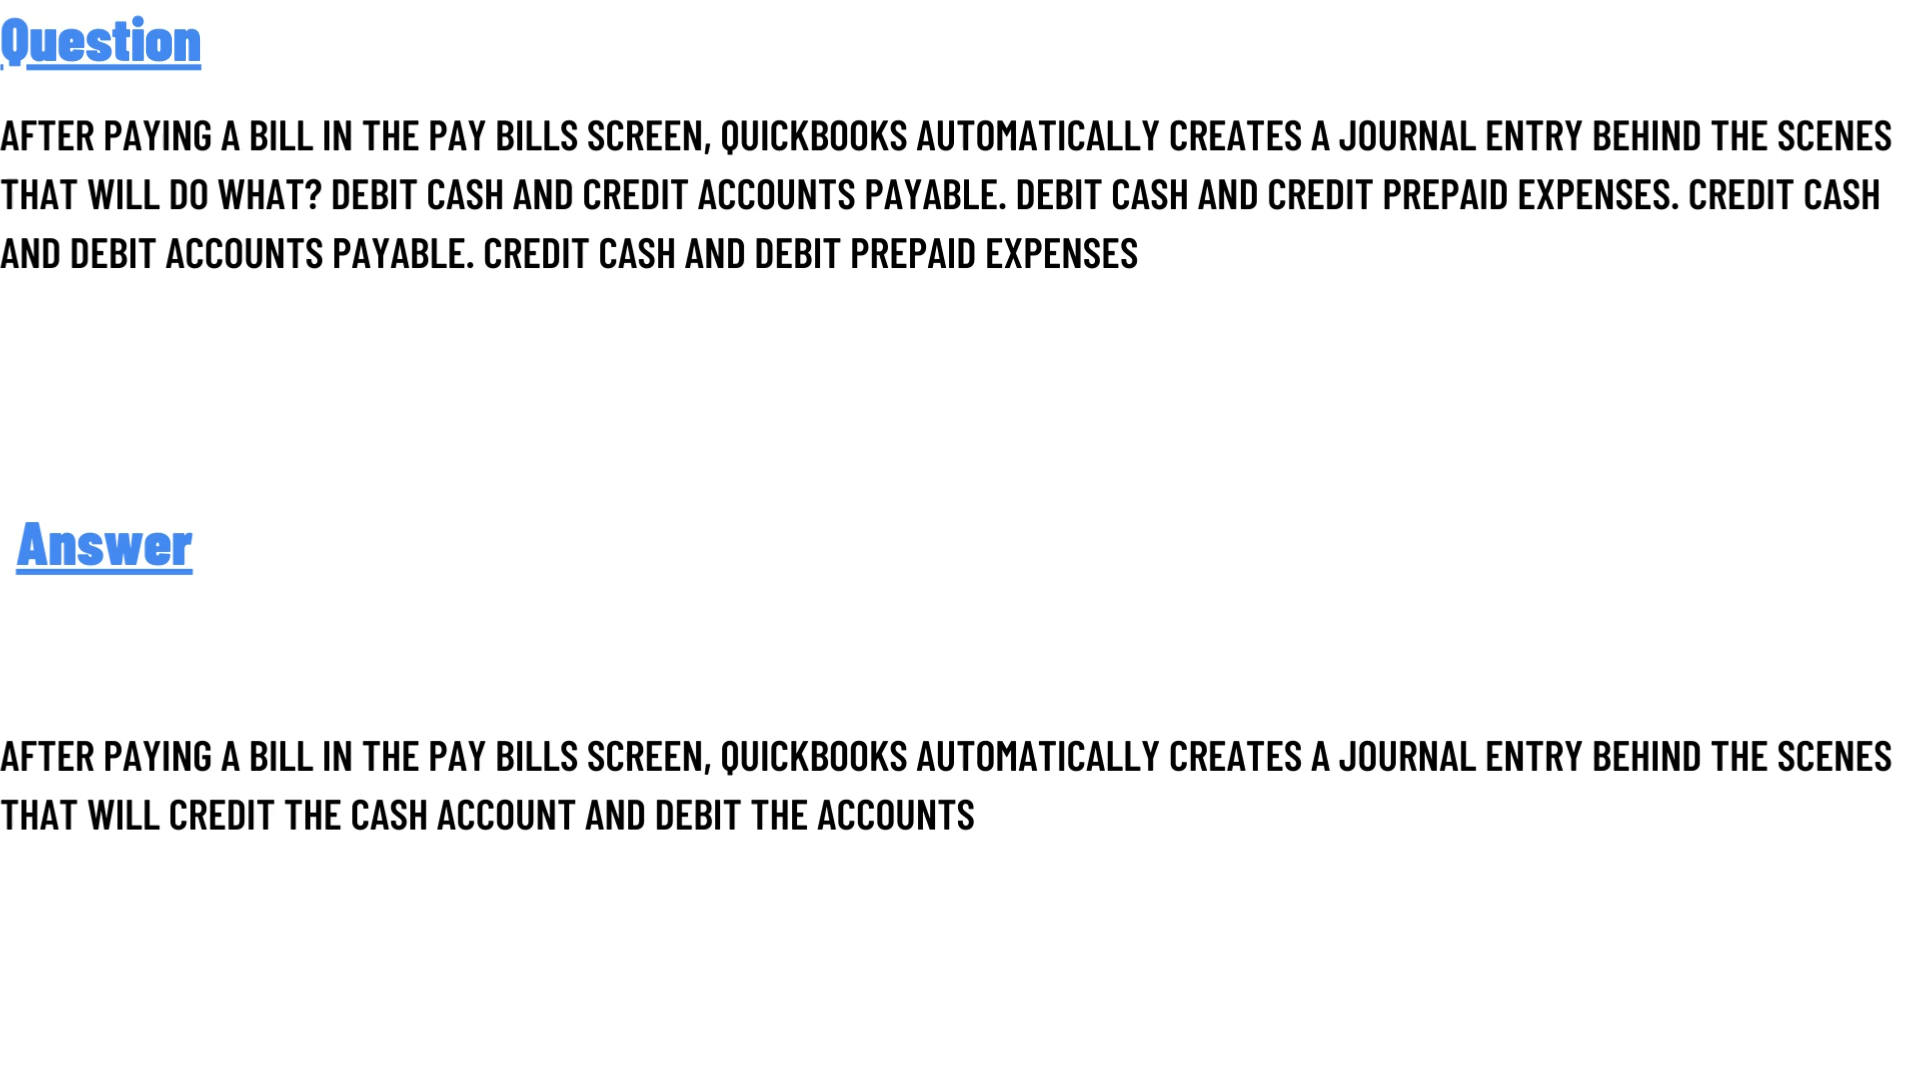 Question
AFTER PAYING A BILL IN THE PAY BILLS SCREEN, QUICKBOOKS AUTOMATICALLY CREATES A JOURNAL ENTRY BEHIND THE SCENES
THAT WILL DO WHAT? DEBIT CASH AND CREDIT ACCOUNTS PAYABLE. DEBIT CASH AND CREDIT PREPAID EXPENSES. CREDIT CASH
AND DEBIT ACCOUNTS PAYABLE. CREDIT CASH AND DEBIT PREPAID EXPENSES
Answer
AFTER PAYING A BILL IN THE PAY BILLS SCREEN, QUICKBOOKS AUTOMATICALLY CREATES A JOURNAL ENTRY BEHIND THE SCENES
THAT WILL CREDIT THE CASH ACCOUNT AND DEBIT THE ACCOUNTS